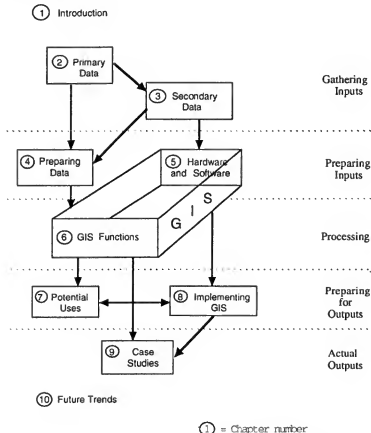 ① Introduction
② Primary
Data
③ Secondary
Data
Gathering
Inputs
④ Preparing
Data
⑤ Hardware
and Software
Preparing
Inputs
G I S
⑥ GIS Functions
Processing
⑦ Potential
Uses
⑧ Implementing
GIS
Preparing
for
Outputs
⑨ Case
Studies
Actual
Outputs
⑩ Future Trends
① = Chapter number